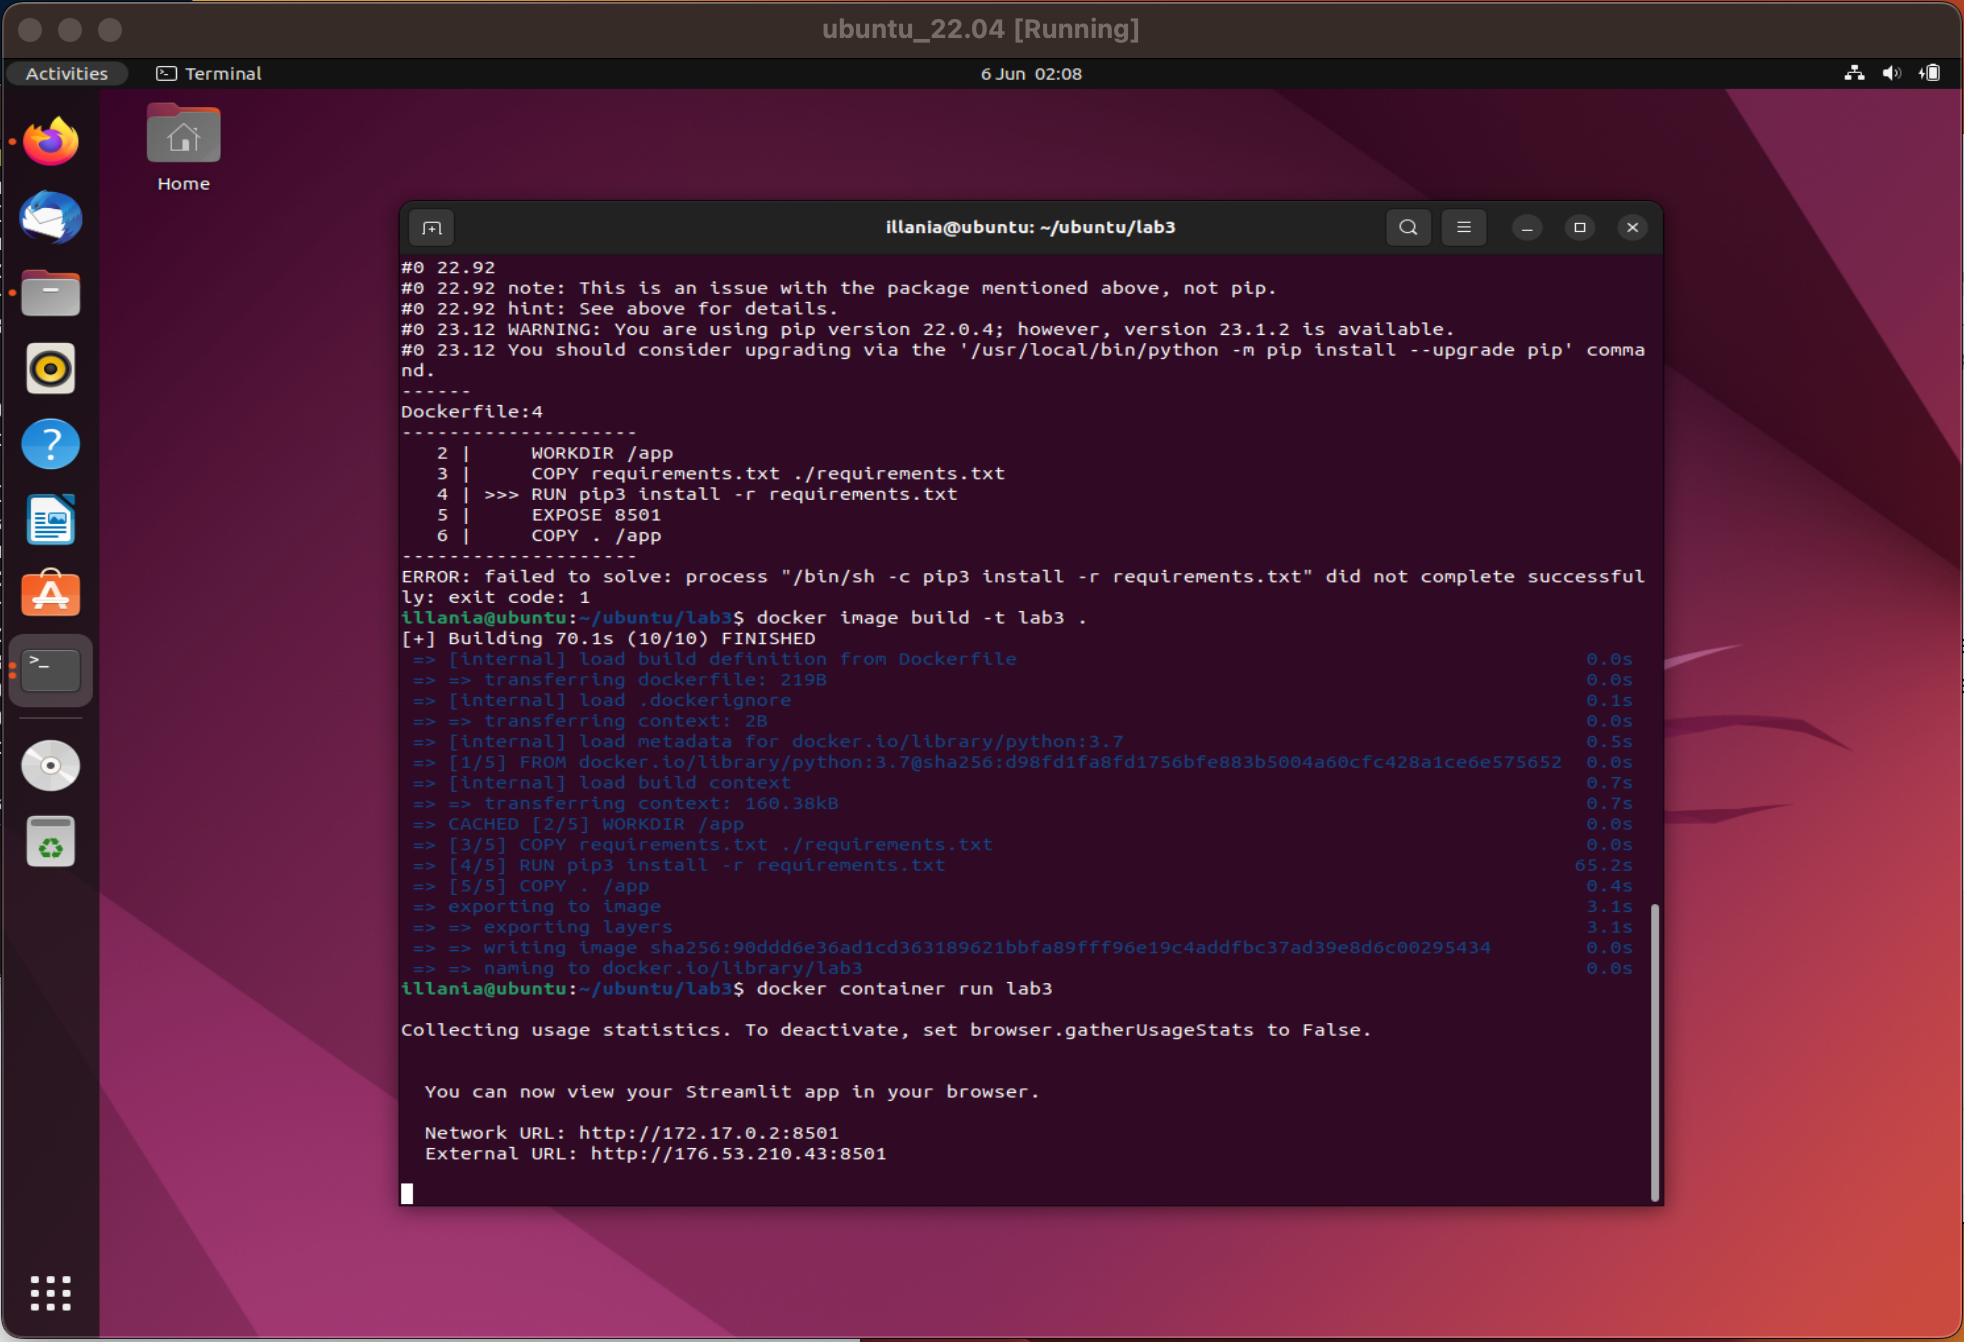 ubuntu_22.04 [Running]
Activities
Terminal
6 Jun 02:08
Home
illania@ubuntu: ~/ubuntu/lab3
#0 22.92
#0 22.92 note: This is an issue with the package mentioned above, not pip.
#0 22.92 hint: See above for details.
#0 23.12 WARNING: You are using pip version 22.0.4; however, version 23.1.2 is available.
#0 23.12 You should consider upgrading via the '/usr/local/bin/python -m pip install --upgrade pip' comma
nd.
------
Dockerfile:4
--------------------
   2 |     WORKDIR /app
   3 |     COPY requirements.txt ./requirements.txt
   4 | >>> RUN pip3 install -r requirements.txt
   5 |     EXPOSE 8501
   6 |     COPY . /app
--------------------
ERROR: failed to solve: process "/bin/sh -c pip3 install -r requirements.txt" did not complete successful
ly: exit code: 1
illania@ubuntu:~/ubuntu/lab3$ docker image build -t lab3 .
[+] Building 70.1s (10/10) FINISHED
 => [internal] load build definition from Dockerfile 0.0s
 => => transferring dockerfile: 219B 0.0s
 => [internal] load .dockerignore 0.1s
 => => transferring context: 2B 0.0s
 => [internal] load metadata for docker.io/library/python:3.7 0.5s
 => [1/5] FROM docker.io/library/python:3.7@sha256:d98fd1fa8fd1756bfe883b5004a60cfc428a1ce6e575652 0.0s
 => [internal] load build context 0.7s
 => => transferring context: 160.38kB 0.7s
 => CACHED [2/5] WORKDIR /app 0.0s
 => [3/5] COPY requirements.txt ./requirements.txt 0.0s
 => [4/5] RUN pip3 install -r requirements.txt 65.2s
 => [5/5] COPY . /app 0.4s
 => exporting to image 3.1s
 => => exporting layers 3.1s
 => => writing image sha256:90ddd6e36ad1cd363189621bbfa89fff96e19c4addfbc37ad39e8d6c00295434 0.0s
 => => naming to docker.io/library/lab3 0.0s
illania@ubuntu:~/ubuntu/lab3$ docker container run lab3
Collecting usage statistics. To deactivate, set browser.gatherUsageStats to False.
You can now view your Streamlit app in your browser.
Network URL: http://172.17.0.2:8501
External URL: http://176.53.210.43:8501